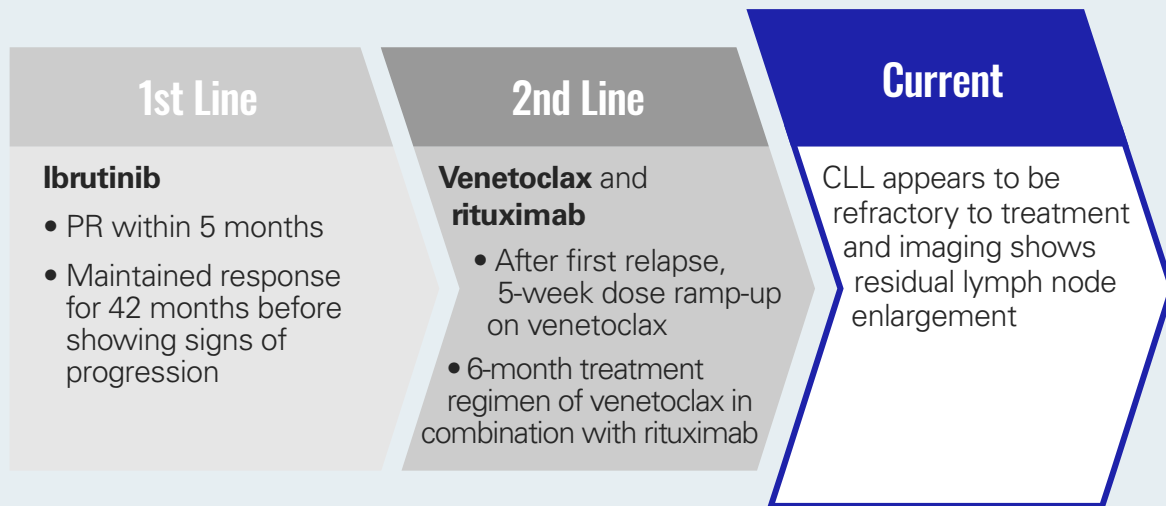 1st Line
Ibrutinib
• PR within 5 months
• Maintained response
for 42 months before
showing signs of
progression
2nd Line
Venetoclax and
rituximab
• After first relapse,
5-week dose ramp-up
on venetoclax
• 6-month treatment
regimen of venetoclax in
combination with rituximab
Current
CLL appears to be
refractory to treatment
and imaging shows
residual lymph node
enlargement